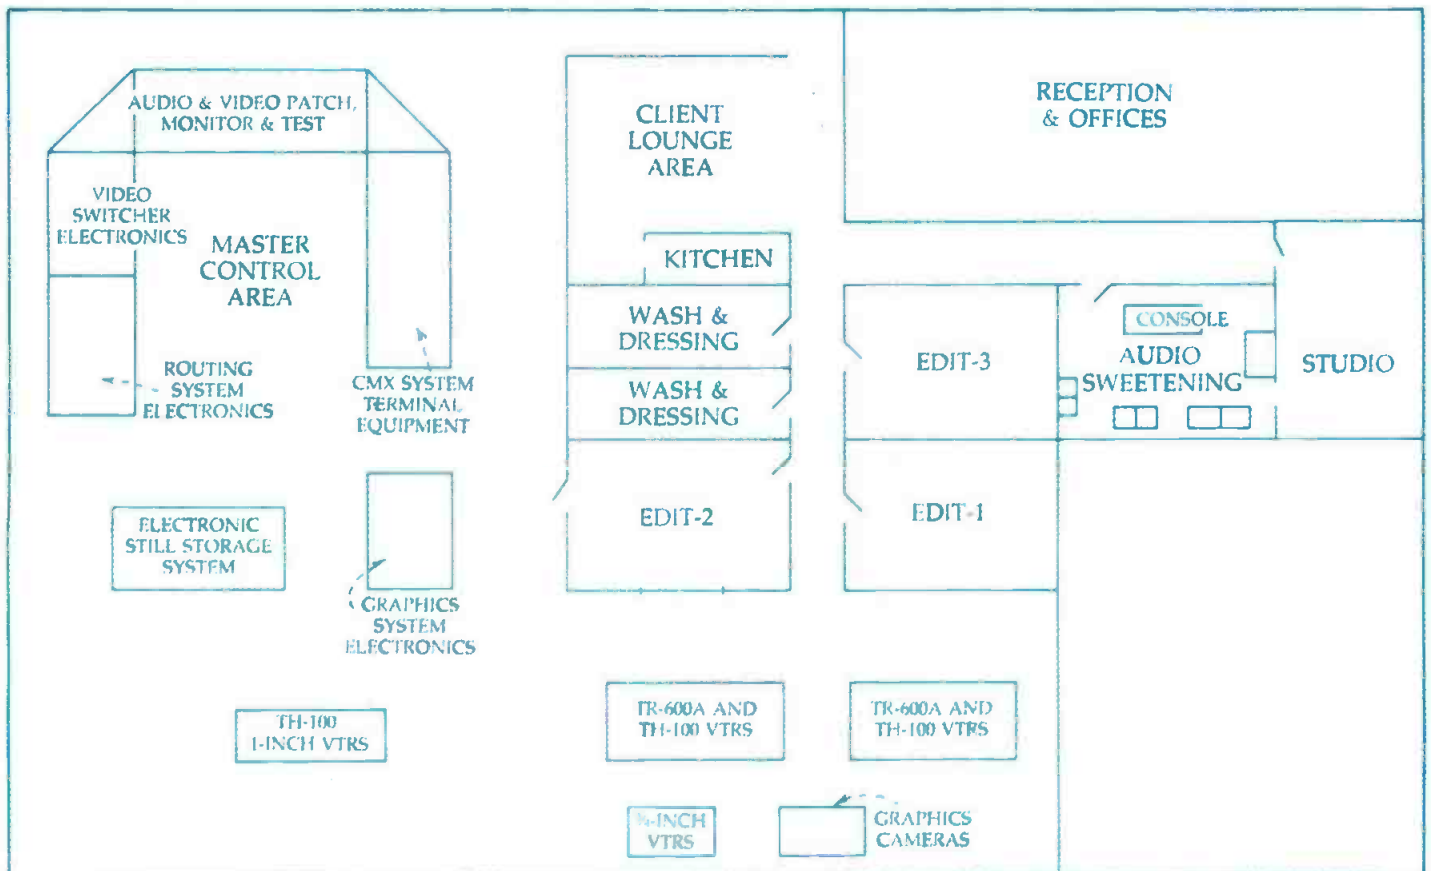 AUDIO & VIDEO PATCH,
MONITOR & TEST
VIDEO
SWITCHER
ELECTRONICS
MASTER
CONTROL
AREA
ROUTING
SYSTEM
ELECTRONICS
CMX SYSTEM
TERMINAL
EQUIPMENT
CLIENT
LOUNGE
AREA
KITCHEN
WASH &
DRESSING
WASH &
DRESSING
EDIT-2
RECEPTION
& OFFICES
EDIT-3
EDIT-1
CONSOLE
AUDIO
SWEETENING
STUDIO
ELECTRONIC
STILL STORAGE
SYSTEM
GRAPHICS
SYSTEM
ELECTRONICS
TH-100
1-INCH VTRS
TR-600A AND
TH-100 VTRS
TR-600A AND
TH-100 VTRS
¾-INCH
VTRS
GRAPHICS
CAMERAS